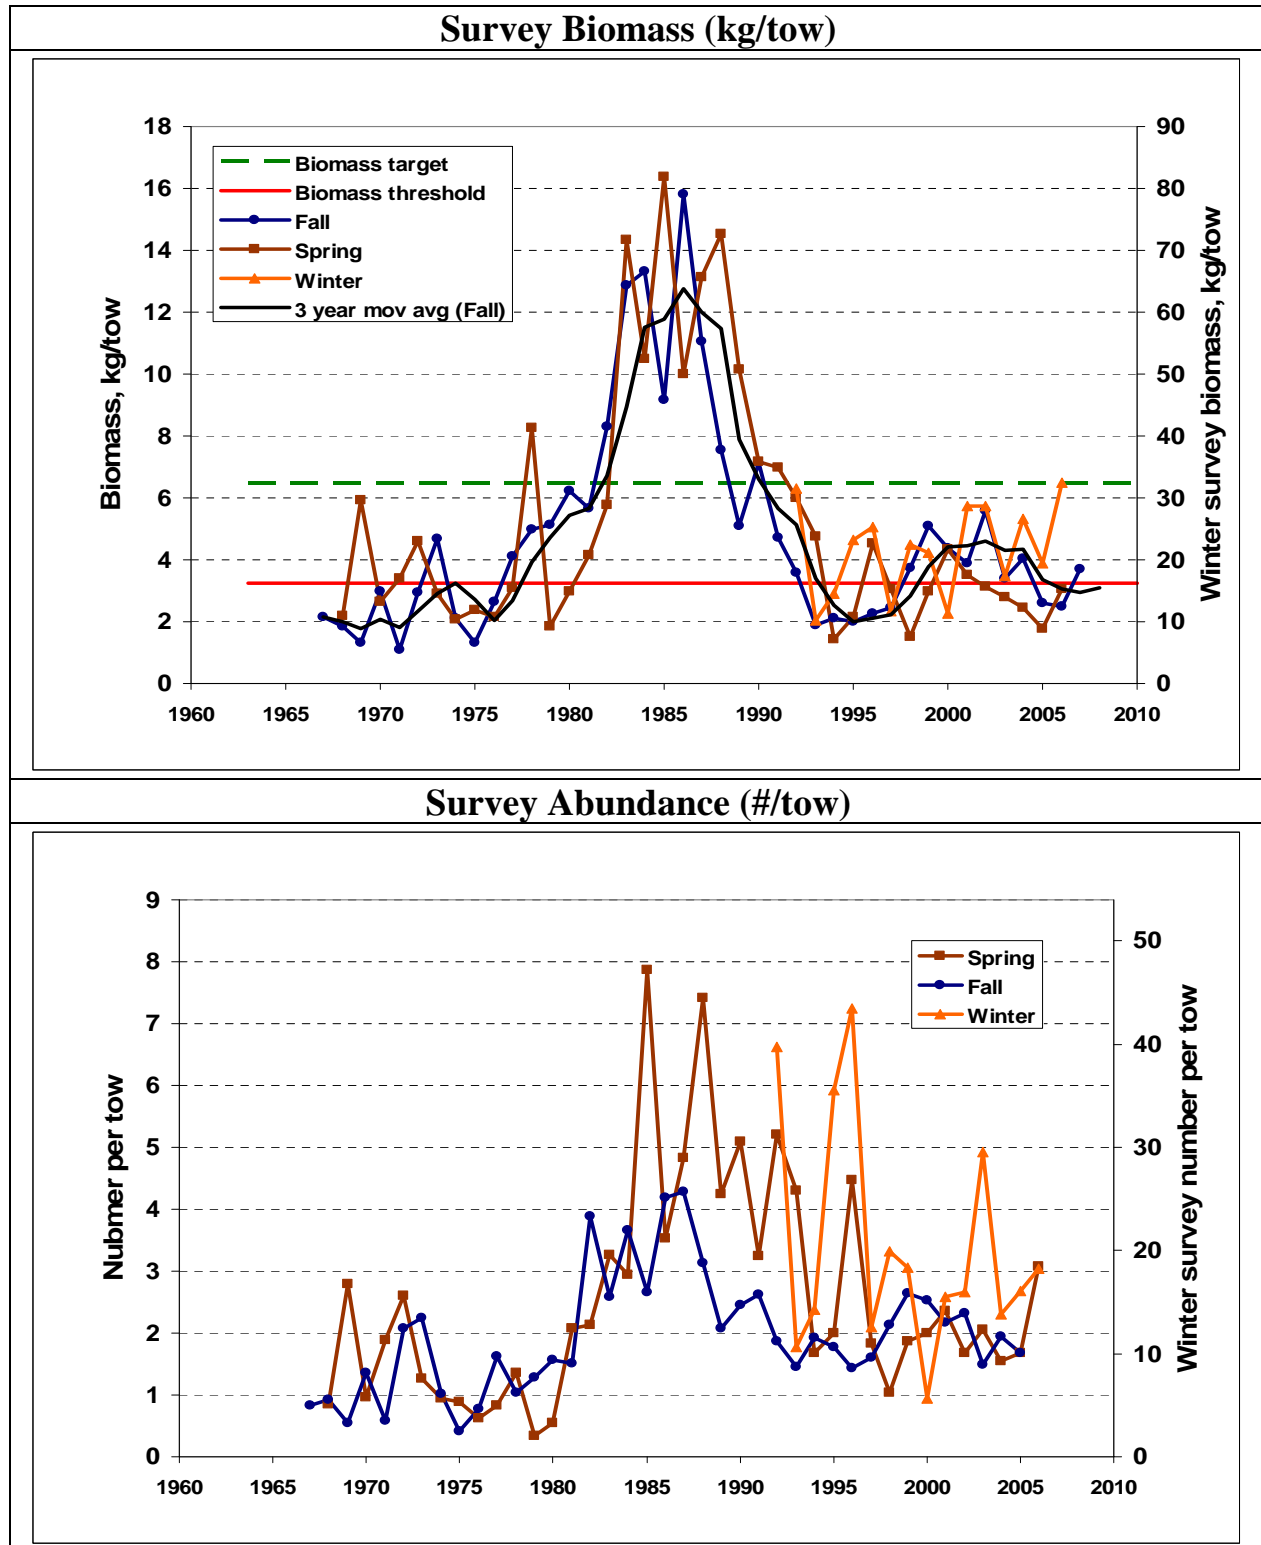 Survey Biomass (kg/tow)
18
16
14
12
10
8
6
4
2
0
Biomass, kg/tow
Biomass target
Biomass threshold
Fall
Spring
Winter
3 year mov avg (Fall)
90
80
70
60
50
40
30
20
10
0
Winter survey biomass, kg/tow
1960 1965 1970 1975 1980 1985 1990 1995 2000 2005 2010
Survey Abundance (#/tow)
9
8
7
6
5
4
3
2
1
0
Nubmer per tow
Spring
Fall
Winter
50
40
30
20
10
0
Winter survey number per tow
1960 1965 1970 1975 1980 1985 1990 1995 2000 2005 2010